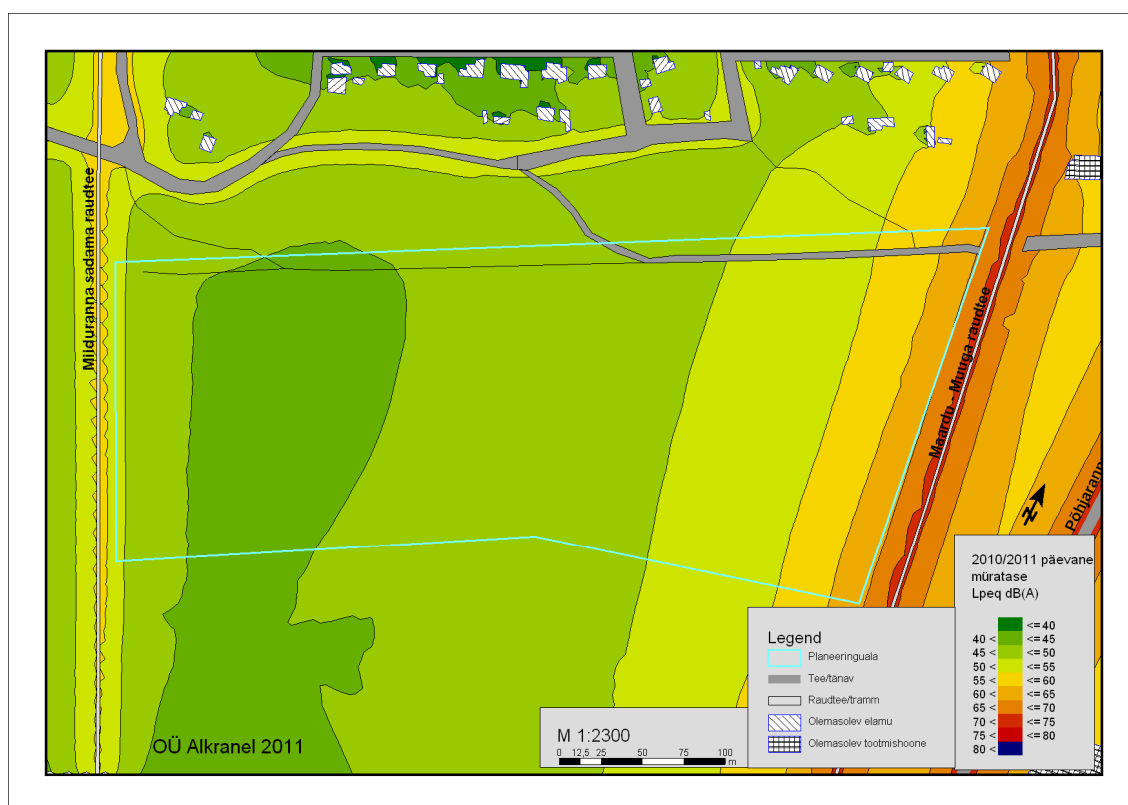 Miiduranna sadama raudtee
Maardu - Muuga raudtee
Põhjarann
N
OÜ Alkranel 2011
M 1:2300
0 12,5 25 50 75 100
m
Legend
Planeeringuala
Tee/tänav
Raudtee/tramm
Olemasolev elamu
Olemasolev tootmishoone
2010/2011 päevane
müratase
Lpeq dB(A)
<= 40
40 < <= 45
45 < <= 50
50 < <= 55
55 < <= 60
60 < <= 65
65 < <= 70
70 < <= 75
75 < <= 80
80 <